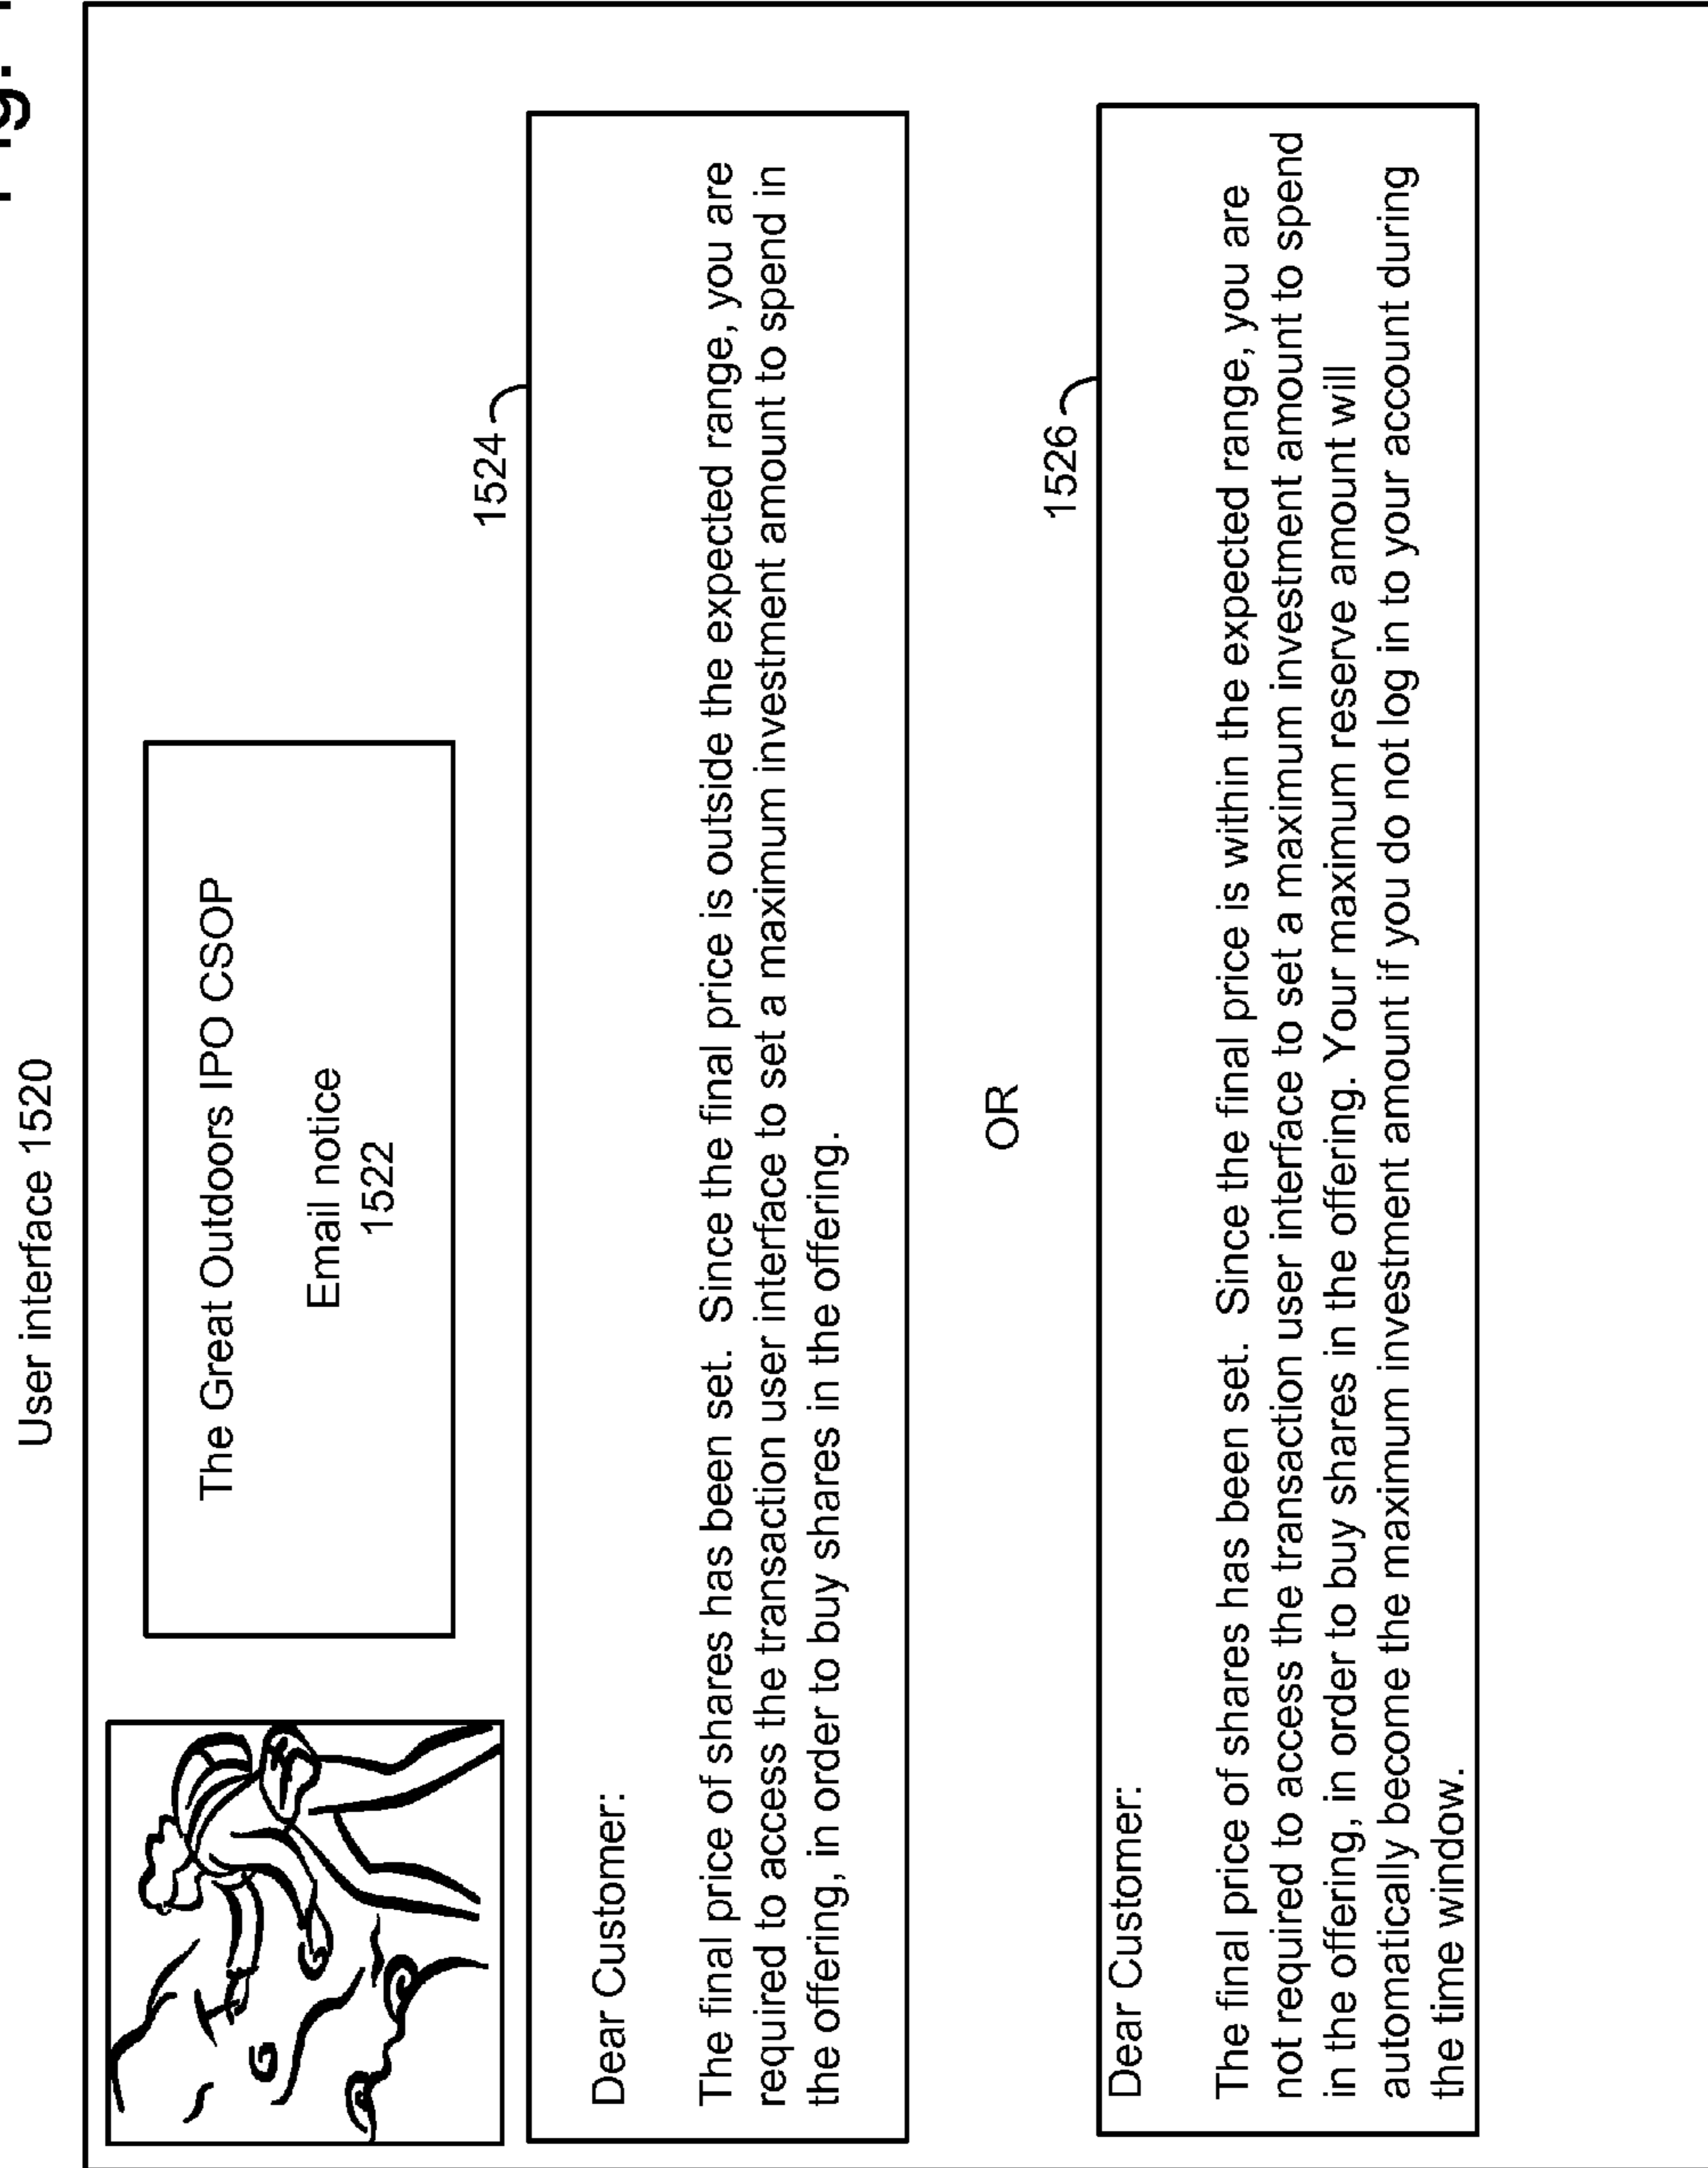 User interface 1520
The Great Outdoors IPO CSOP
Email notice
1522
1524
Dear Customer:
The final price of shares has been set. Since the final price is outside the expected range, you are
required to access the transaction user interface to set a maximum investment amount to spend in
the offering, in order to buy shares in the offering.
OR
1526
Dear Customer:
The final price of shares has been set. Since the final price is within the expected range, you are
not required to access the transaction user interface to set a maximum investment amount to spend
in the offering, in order to buy shares in the offering. Your maximum reserve amount will
automatically become the maximum investment amount if you do not log in to your account during
the time window.